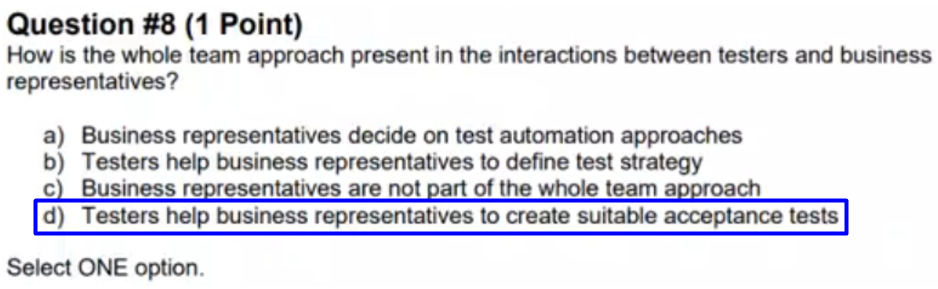 Question #8 (1 Point)
How is the whole team approach present in the interactions between testers and business
representatives?
a) Business representatives decide on test automation approaches
b) Testers help business representatives to define test strategy
c) Business representatives are not part of the whole team approach
d) Testers help business representatives to create suitable acceptance tests
Select ONE option.